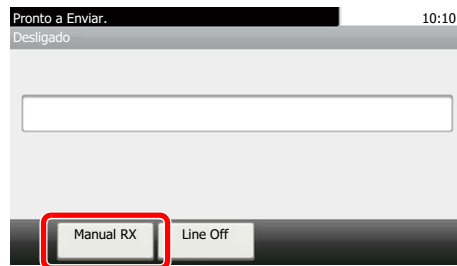 Pronto a Enviar. 10:10
Desligado
Manual RX Line Off